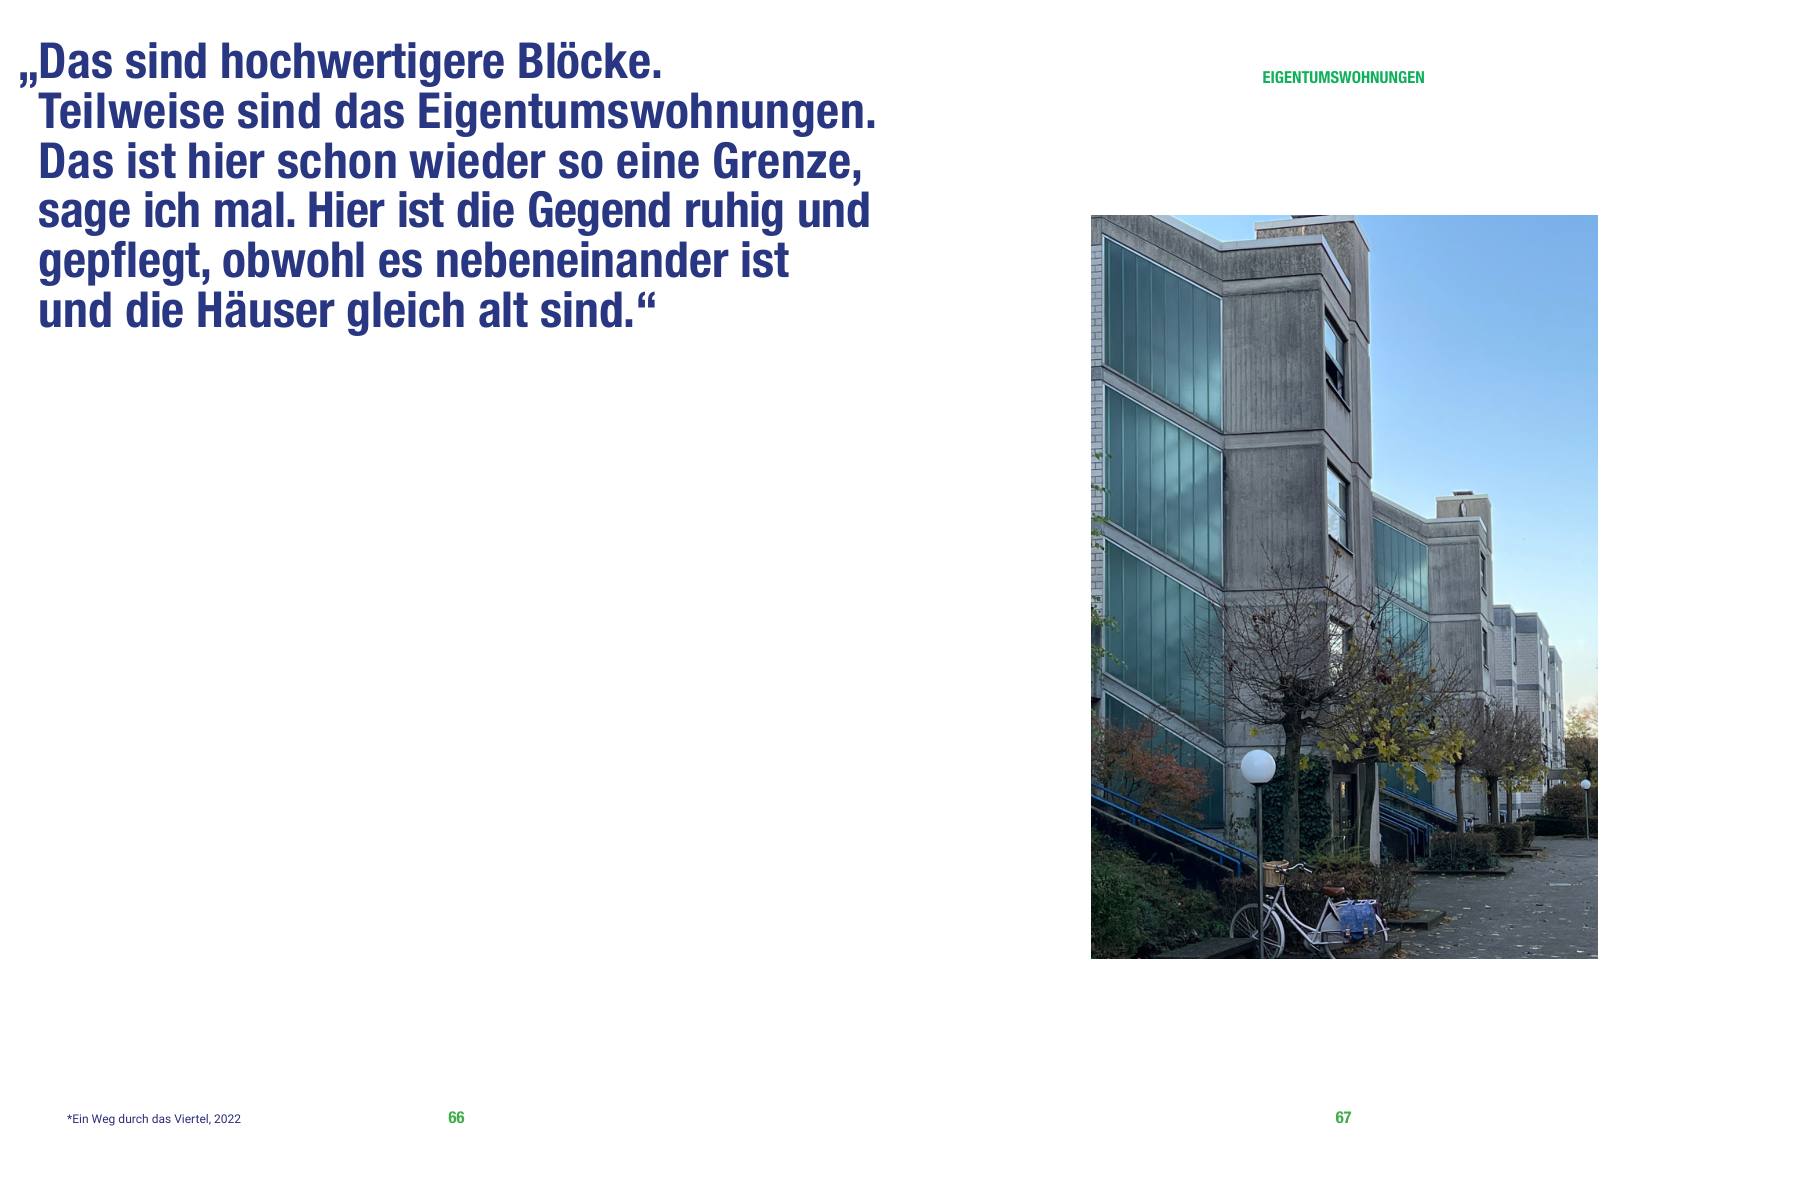 „Das sind hochwertigere Blöcke.
Teilweise sind das Eigentumswohnungen.
Das ist hier schon wieder so eine Grenze,
sage ich mal. Hier ist die Gegend ruhig und
gepflegt, obwohl es nebeneinander ist
und die Häuser gleich alt sind.“
*Ein Weg durch das Viertel, 2022
66
EIGENTUMSWOHNUNGEN
67